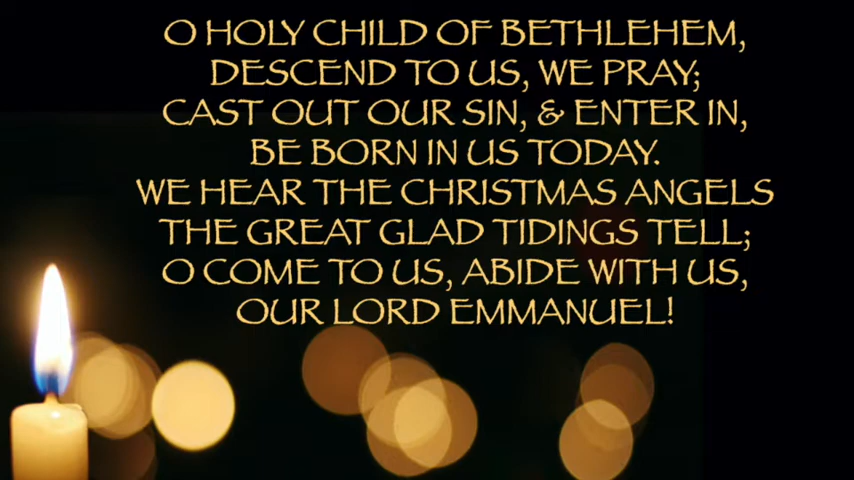 O HOLY CHILD OF BETHLEHEM,
DESCEND TO US, WE PRAY;
CAST OUT OUR SIN, & ENTER IN,
BE BORN IN US TODAY.
WE HEAR THE CHRISTMAS ANGELS
THE GREAT GLAD TIDINGS TELL;
O COME TO US, ABIDE WITH US,
OUR LORD EMMANUEL!